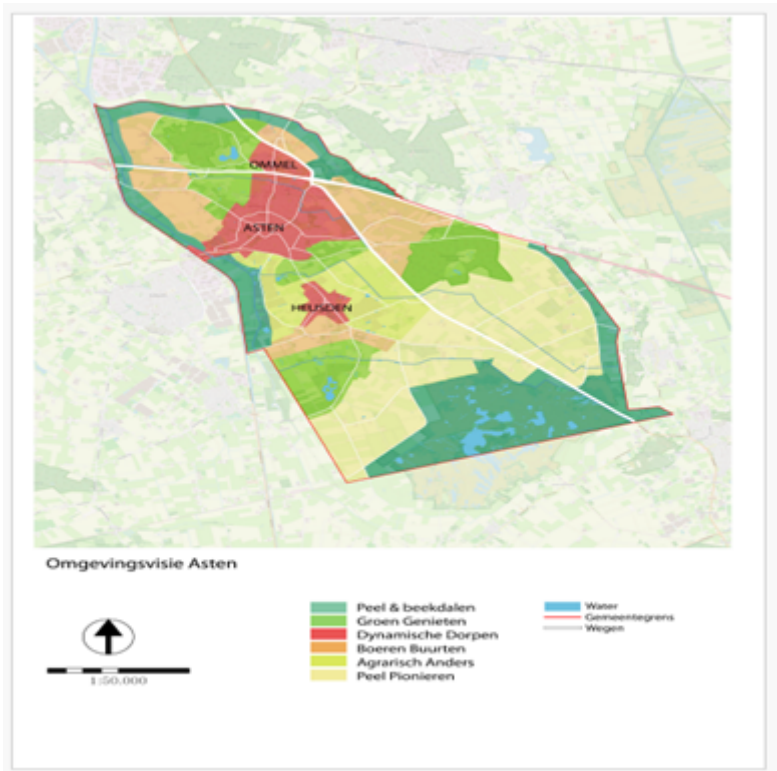 OMMEL
ASTEN
HEUSDEN
Omgevingsvisie Asten
1:50.000
Peel & beekdalen
Groen Genieten
Dynamische Dorpen
Boeren Buurten
Agrarisch Anders
Peel Pionieren
Water
Gemeentegrens
Wegen